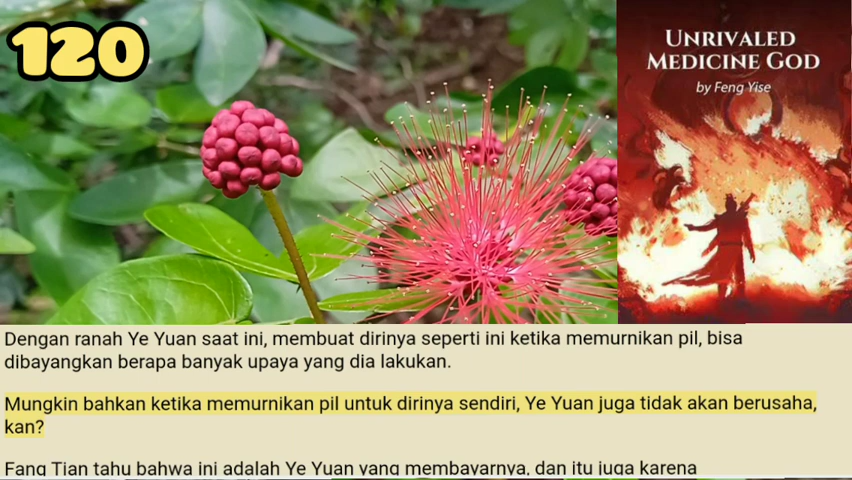 120
UNRIVALED
MEDICINE GOD
by Feng Yise
Dengan ranah Ye Yuan saat ini, membuat dirinya seperti ini ketika memurnikan pil, bisa
dibayangkan berapa banyak upaya yang dia lakukan.
Mungkin bahkan ketika memurnikan pil untuk dirinya sendiri, Ye Yuan juga tidak akan berusaha,
kan?
Fang Tian tahu bahwa ini adalah Ye Yuan yang membayarnya, dan itu juga karena